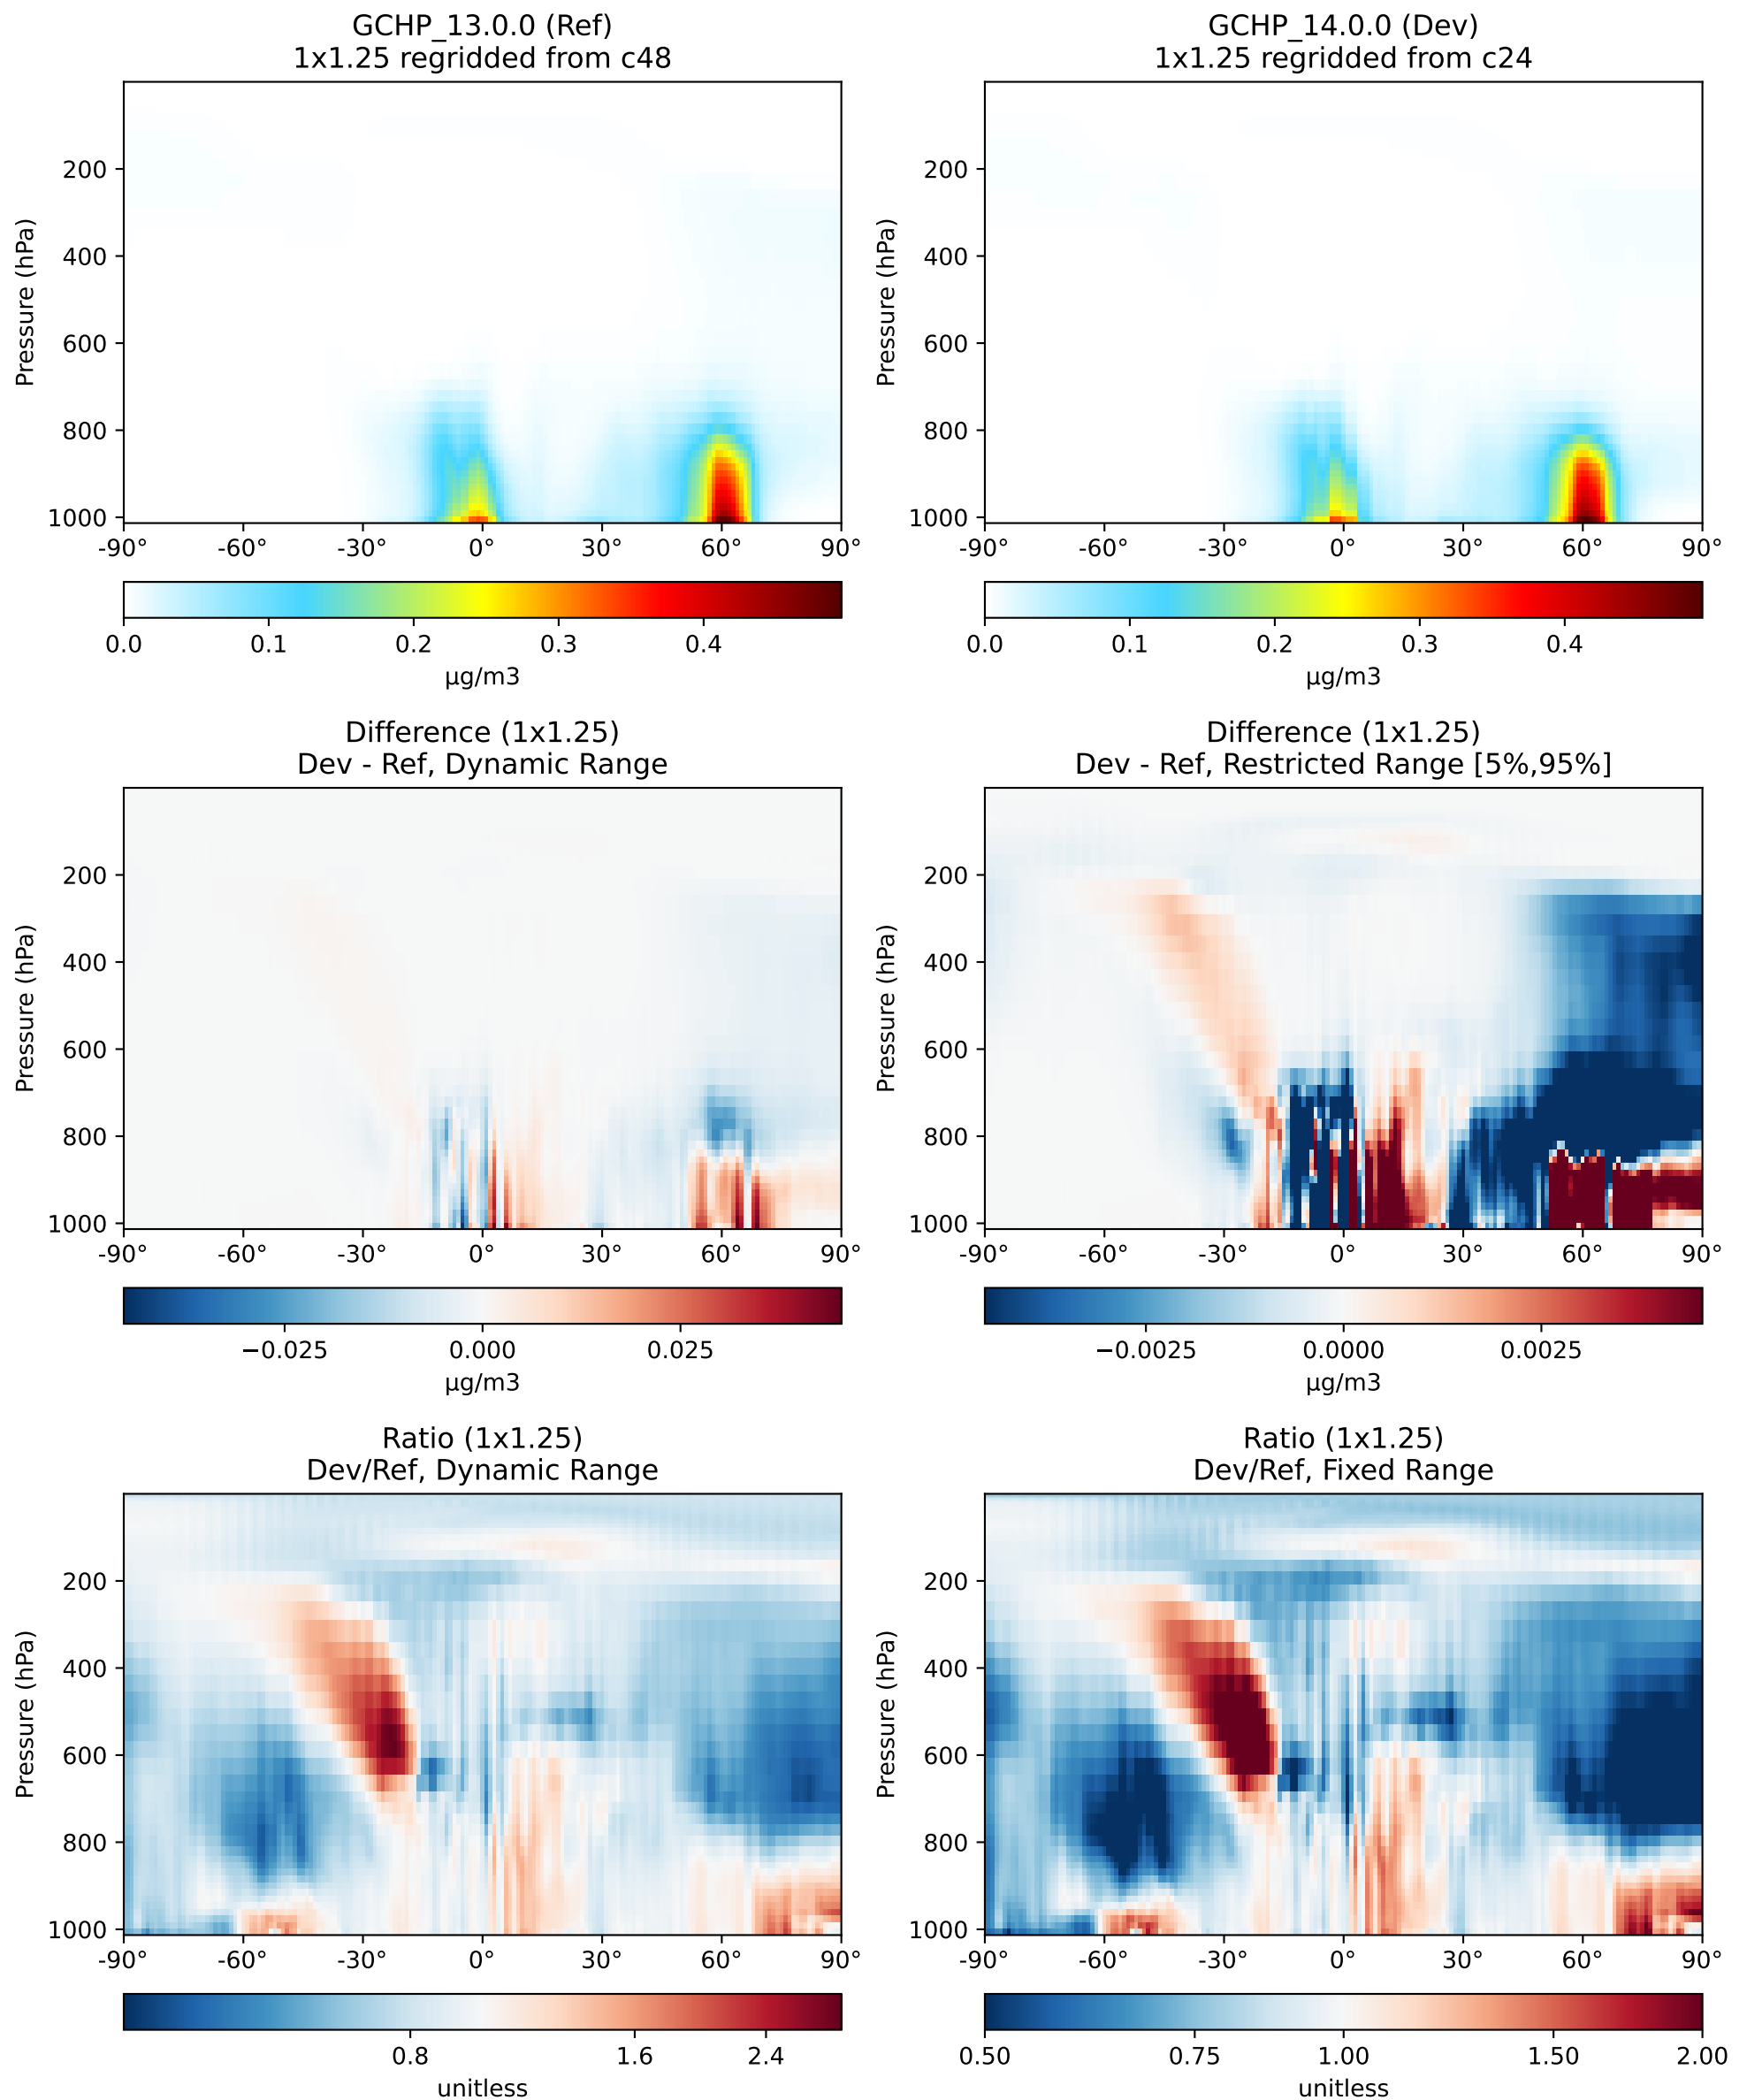 GCHP_13.0.0 (Ref)
1x1.25 regridded from c48
Pressure (hPa)
200
400
600
800
1000
-90° -60° -30° 0° 30° 60° 90°
0.0 0.1 0.2 0.3 0.4
μg/m3
GCHP_14.0.0 (Dev)
1x1.25 regridded from c24
Pressure (hPa)
200
400
600
800
1000
-90° -60° -30° 0° 30° 60° 90°
0.0 0.1 0.2 0.3 0.4
μg/m3
Difference (1x1.25)
Dev - Ref, Dynamic Range
Pressure (hPa)
200
400
600
800
1000
-90° -60° -30° 0° 30° 60° 90°
−0.025 0.000 0.025
μg/m3
Difference (1x1.25)
Dev - Ref, Restricted Range [5%,95%]
Pressure (hPa)
200
400
600
800
1000
-90° -60° -30° 0° 30° 60° 90°
−0.0025 0.0000 0.0025
μg/m3
Ratio (1x1.25)
Dev/Ref, Dynamic Range
Pressure (hPa)
200
400
600
800
1000
-90° -60° -30° 0° 30° 60° 90°
0.8 1.6 2.4
unitless
Ratio (1x1.25)
Dev/Ref, Fixed Range
Pressure (hPa)
200
400
600
800
1000
-90° -60° -30° 0° 30° 60° 90°
0.50 0.75 1.00 1.50 2.00
unitless